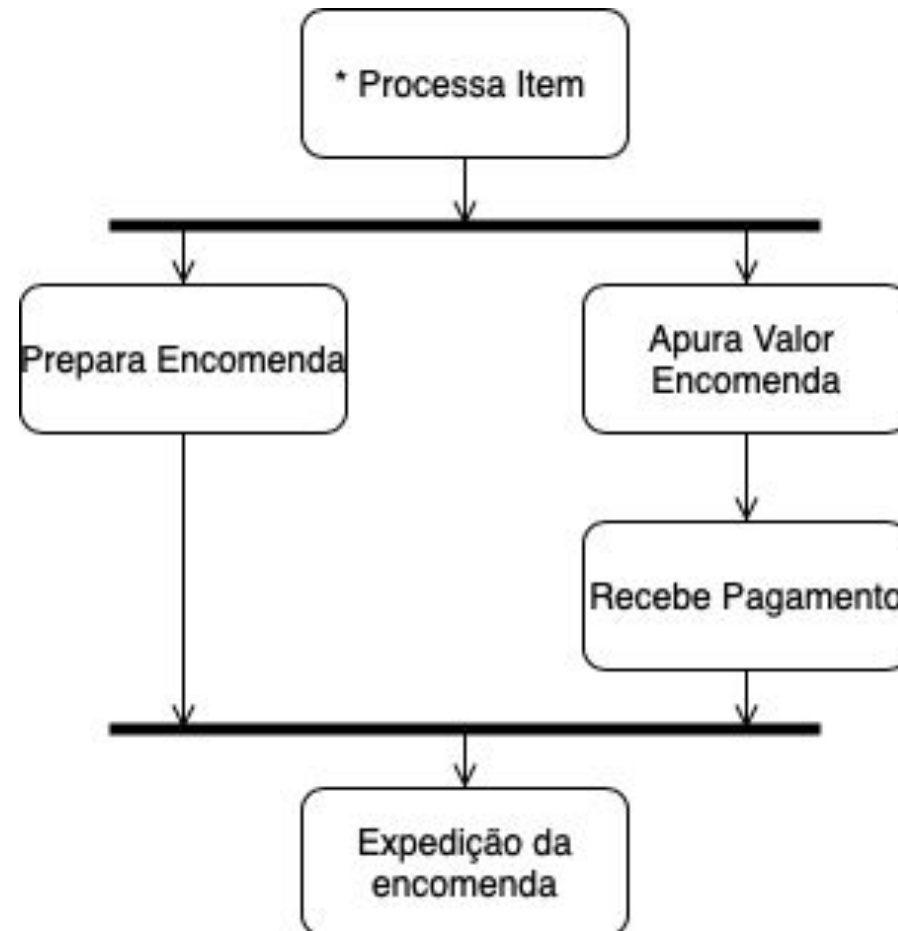 * Processa Item
Prepara Encomenda
Apura Valor
Encomenda
Recebe Pagamento
Expedição da
encomenda